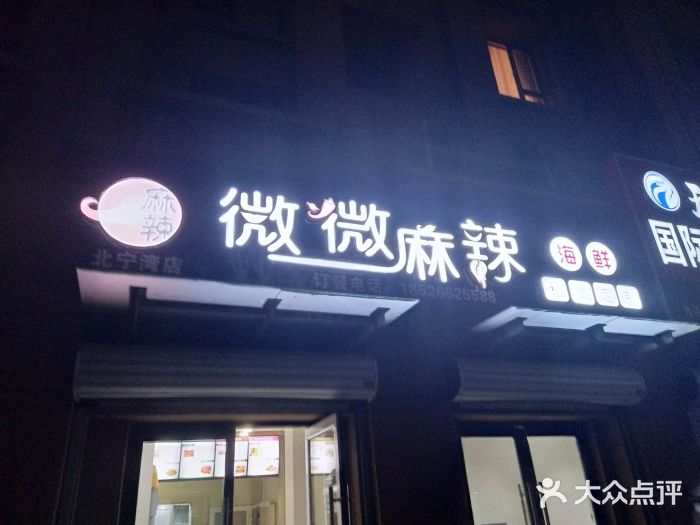 麻辣
微微麻辣
海鲜
北宁湾店
订餐电话: 18526625588
国际
大众点评